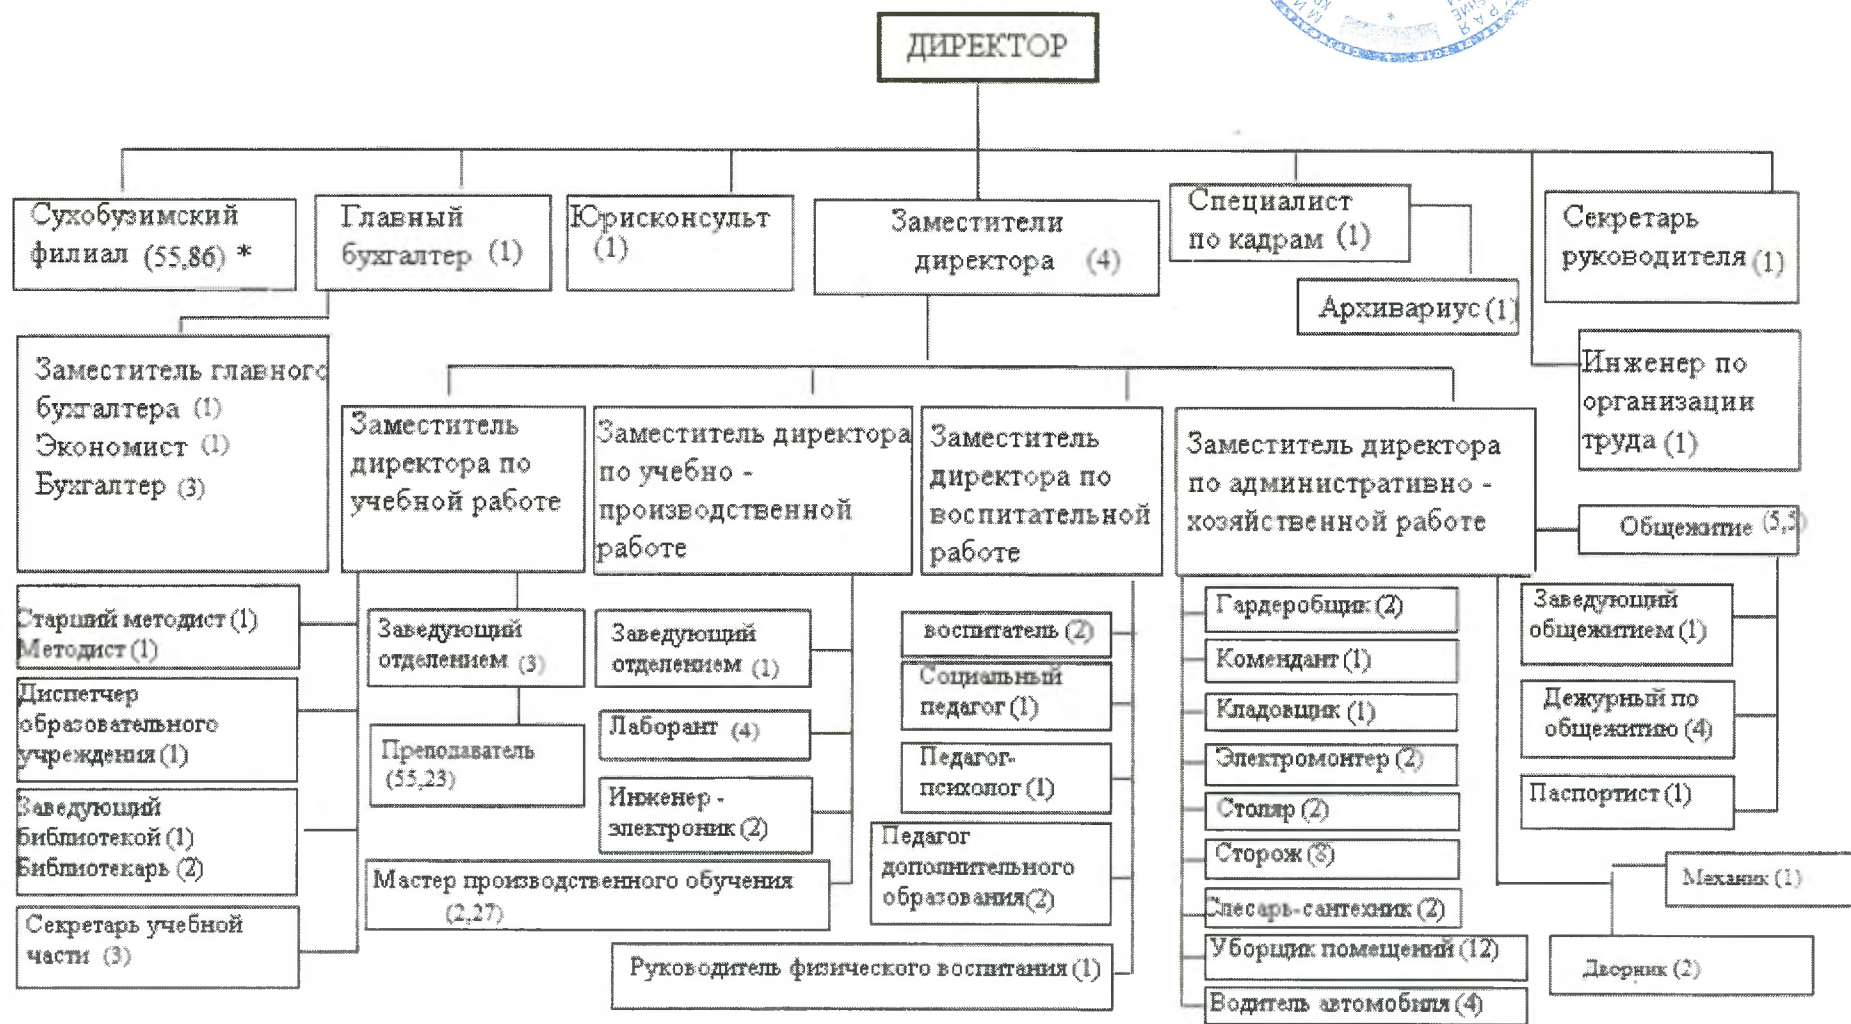 ДИРЕКТОР
Сухобузимский
филиал (55,86) *
Главный
бухгалтер (1)
Юрисконсульт
(1)
Заместители
директора (4)
Специалист
по кадрам (1)
Секретарь
руководителя (1)
Архивариус (1)
Заместитель главного
бухгалтера (1)
Экономист (1)
Бухгалтер (3)
Инженер по
организации
труда (1)
Заместитель
директора по
учебной работе
Заместитель директора
по учебно -
производственной
работе
Заместитель
директора по
воспитательной
работе
Заместитель директора
по административно -
хозяйственной работе
Общежитие (5,5)
Старший методист (1)
Методист (1)
Диспетчер
образовательного
учреждения (1)
Заведующий
библиотекой (1)
Библиотекарь (2)
Секретарь учебной
части (3)
Заведующий
отделением (3)
Преподаватель
(55,23)
Заведующий
отделением (1)
Лаборант (4)
Инженер -
электроник (2)
Мастер производственного обучения
(2,27)
воспитатель (2)
Социальный
педагог (1)
Педагог-
психолог (1)
Педагог
дополнительного
образования (2)
Руководитель физического воспитания (1)
Гардеробщик (2)
Комендант (1)
Кладовщик (1)
Электромонтер (2)
Столяр (2)
Сторож (8)
Слесарь-сантехник (2)
Уборщик помещений (12)
Водитель автомобиля (4)
Заведующий
общежитием (1)
Дежурный по
общежитию (4)
Паспортист (1)
Механик (1)
Дворник (2)